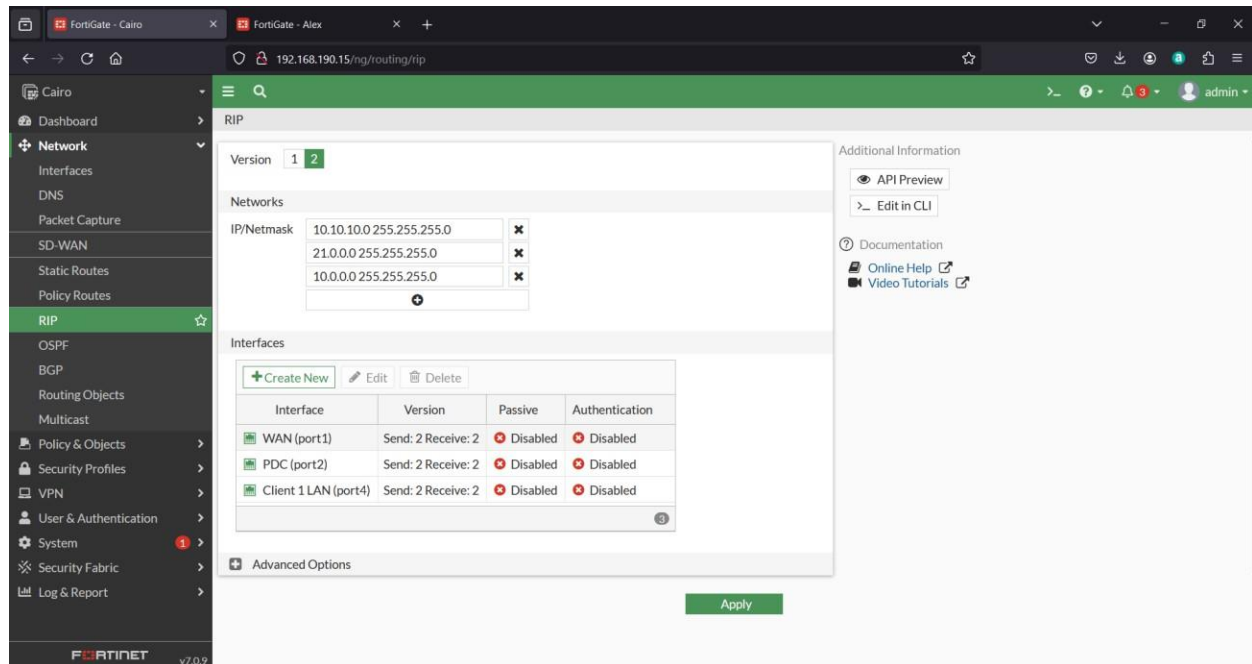 FortiGate - Cairo
FortiGate - Alex
192.168.190.15/ng/routing/rip
a
Cairo
>_
?
3
admin
Dashboard
Network
Interfaces
DNS
Packet Capture
SD-WAN
Static Routes
Policy Routes
RIP
OSPF
BGP
Routing Objects
Multicast
Policy & Objects
Security Profiles
VPN
User & Authentication
System 1
Security Fabric
Log & Report
FORTINET v7.0.9
RIP
Version 1 2
Networks
IP/Netmask 10.10.10.0 255.255.255.0
21.0.0.0 255.255.255.0
10.0.0.0 255.255.255.0
Interfaces
Create New Edit Delete
Interface Version Passive Authentication
WAN (port1) Send: 2 Receive: 2 Disabled Disabled
PDC (port2) Send: 2 Receive: 2 Disabled Disabled
Client 1 LAN (port4) Send: 2 Receive: 2 Disabled Disabled
3
Advanced Options
Apply
Additional Information
API Preview
>_ Edit in CLI
? Documentation
Online Help
Video Tutorials